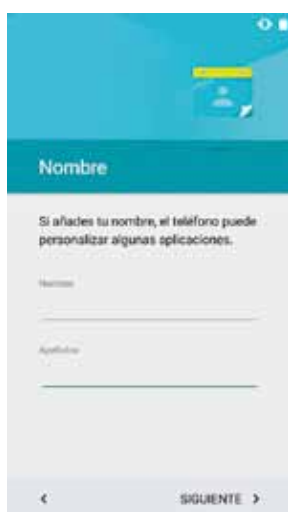 Nombre
Si añades tu nombre, el teléfono puede
personalizar algunas aplicaciones.
Nombre
Apellidos
SIGUIENTE